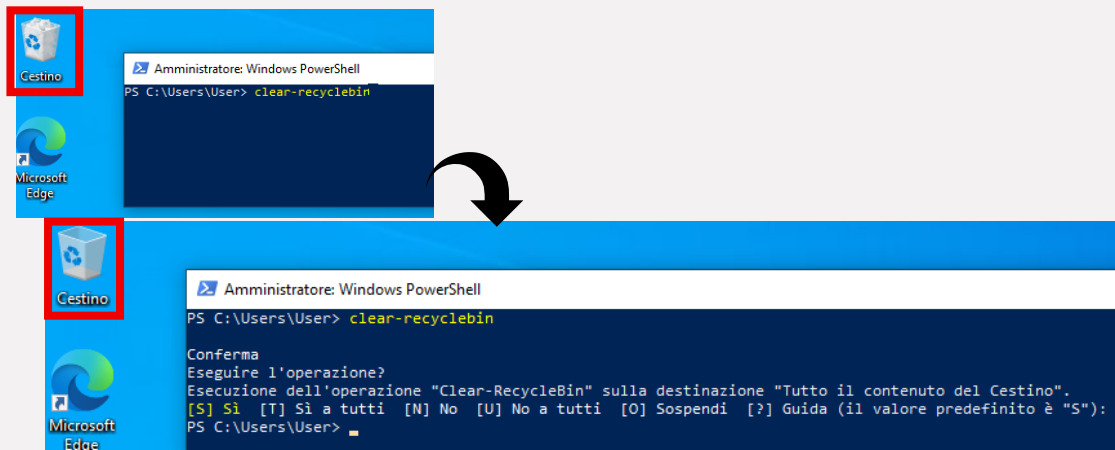 Cestino
Amministratore: Windows PowerShell
PS C:\Users\User> clear-recyclebin
Microsoft
Edge
Cestino
Amministratore: Windows PowerShell
PS C:\Users\User> clear-recyclebin
Conferma
Eseguire l'operazione?
Esecuzione dell'operazione "Clear-RecycleBin" sulla destinazione "Tutto il contenuto del Cestino".
[S] Sì  [T] Sì a tutti  [N] No  [U] No a tutti  [O] Sospendi  [?] Guida (il valore predefinito è "S"):
PS C:\Users\User>
Microsoft
Edge